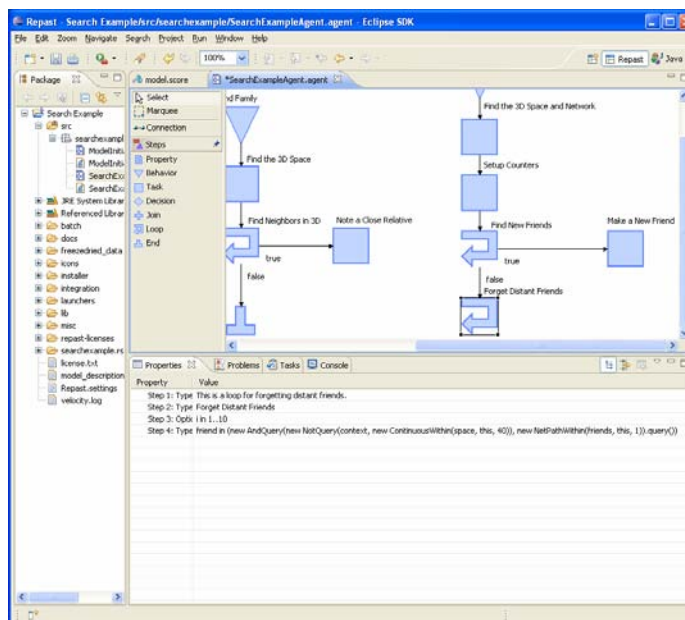 Repast - Search Example/src/searchexample/SearchExampleAgent.agent - Eclipse SDK
File Edit Zoom Navigate Search Project Run Window Help
100%
Repast Java
Package
model.score
*SearchExampleAgent.agent
Search Example
src
searchexampl
ModelInitia
ModelInitia
SearchExa
SearchExa
JRE System Librar
Referenced Librar
batch
docs
freezedried_data
icons
installer
integration
launchers
lib
misc
repast-licenses
searchexample.rs
license.txt
model_description
Repast.settings
velocity.log
Select
Marquee
Connection
Steps
Property
Behavior
Task
Decision
Join
Loop
End
nd Family
Find the 3D Space
Find Neighbors in 3D
Note a Close Relative
true
false
Find the 3D Space and Network
Setup Counters
Find New Friends
Make a New Friend
true
false
Forget Distant Friends
Properties Problems Tasks Console
Property Value
Step 1: Type This is a loop for forgetting distant friends.
Step 2: Type Forget Distant Friends
Step 3: Optic i in 1..10
Step 4: Type friend in (new AndQuery(new NotQuery(context, new ContinuousWithin(space, this, 40)), new NetPathWithin(friends, this, 1)).query())